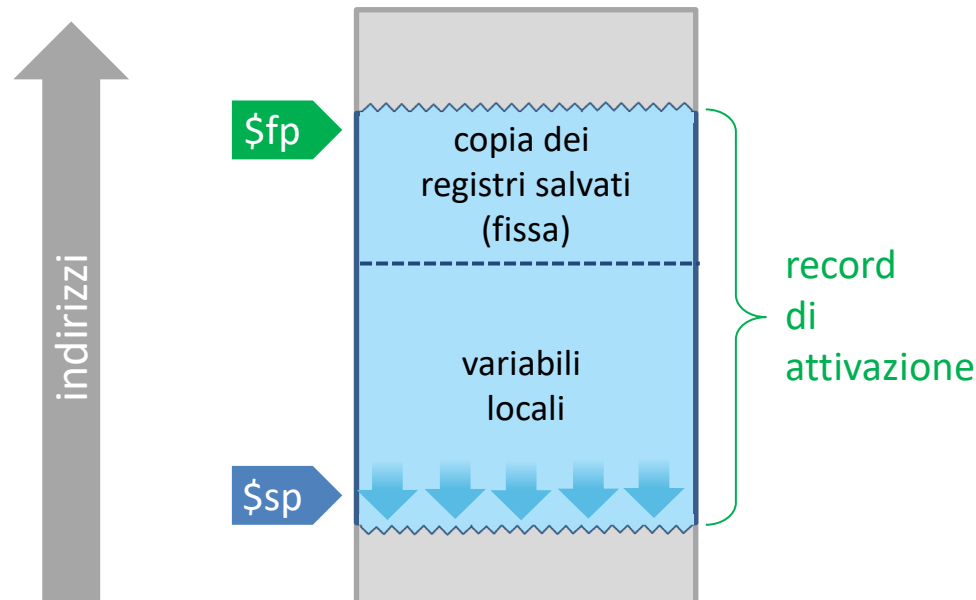 indirizzi
$fp
copia dei
registri salvati
(fissa)
variabili
locali
$sp
record
di
attivazione